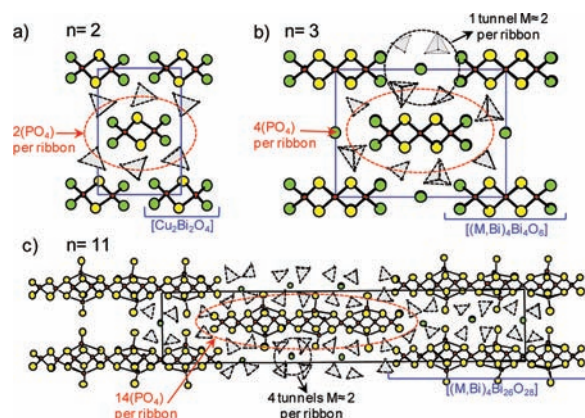 a) n= 2
b) n= 3
1 tunnel M≈2
per ribbon
2(PO4)
per ribbon
4(PO4)
per ribbon
[Cu2Bi2O4]
[(M,Bi)4Bi4O6]
c) n= 11
14(PO4)
per ribbon
4 tunnels M≈2
per ribbon
[(M,Bi)4Bi26O28]